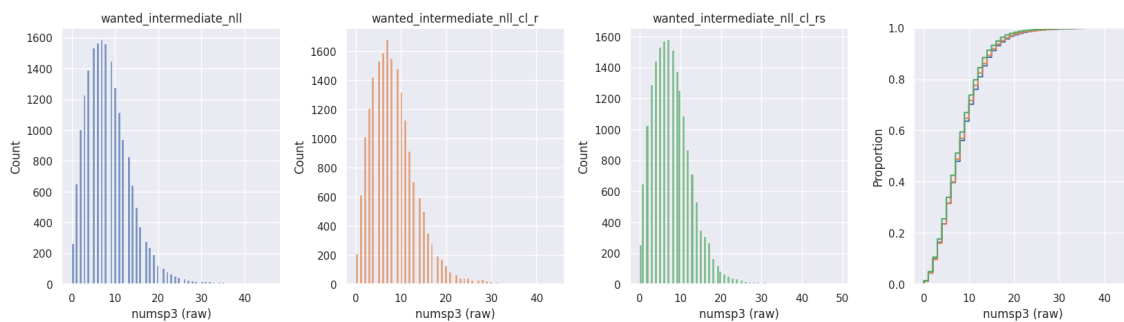 wanted_intermediate_nll
Count
1600
1400
1200
1000
800
600
400
200
0
0 10 20 30 40
numsp3 (raw)
wanted_intermediate_nll_cl_r
Count
1600
1400
1200
1000
800
600
400
200
0
0 10 20 30 40
numsp3 (raw)
wanted_intermediate_nll_cl_rs
Count
1600
1400
1200
1000
800
600
400
200
0
0 10 20 30 40 50
numsp3 (raw)
Proportion
1.0
0.8
0.6
0.4
0.2
0.0
0 10 20 30 40
numsp3 (raw)